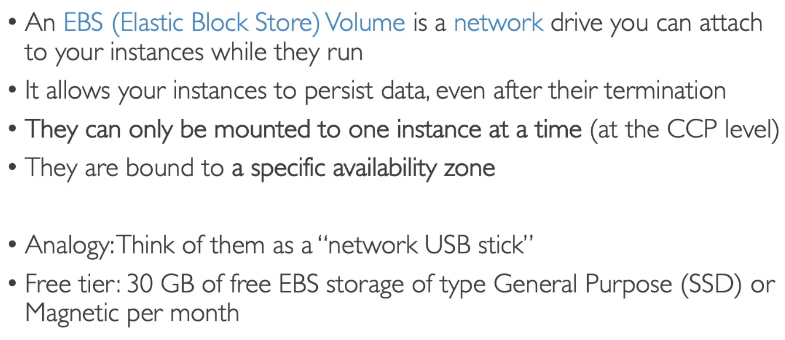 • An EBS (Elastic Block Store) Volume is a network drive you can attach
to your instances while they run
• It allows your instances to persist data, even after their termination
• They can only be mounted to one instance at a time (at the CCP level)
• They are bound to a specific availability zone
• Analogy: Think of them as a “network USB stick”
• Free tier: 30 GB of free EBS storage of type General Purpose (SSD) or
Magnetic per month